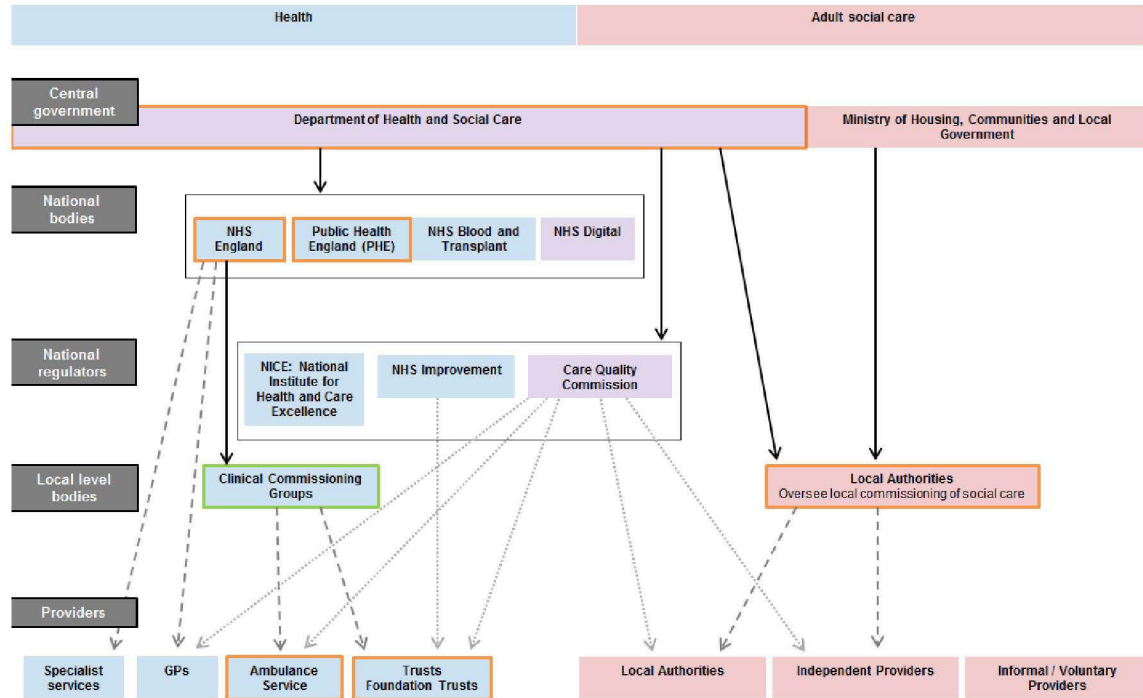 Health
Adult social care
Central
government
Department of Health and Social Care
Ministry of Housing, Communities and Local
Government
National
bodies
NHS
England
Public Health
England (PHE)
NHS Blood and
Transplant
NHS Digital
National
regulators
NICE: National
Institute for
Health and Care
Excellence
NHS Improvement
Care Quality
Commission
Local level
bodies
Clinical Commissioning
Groups
Local Authorities
Oversee local commissioning of social care
Providers
Specialist
services
GPs
Ambulance
Service
Trusts
Foundation Trusts
Local Authorities
Independent Providers
Informal / Voluntary
Providers